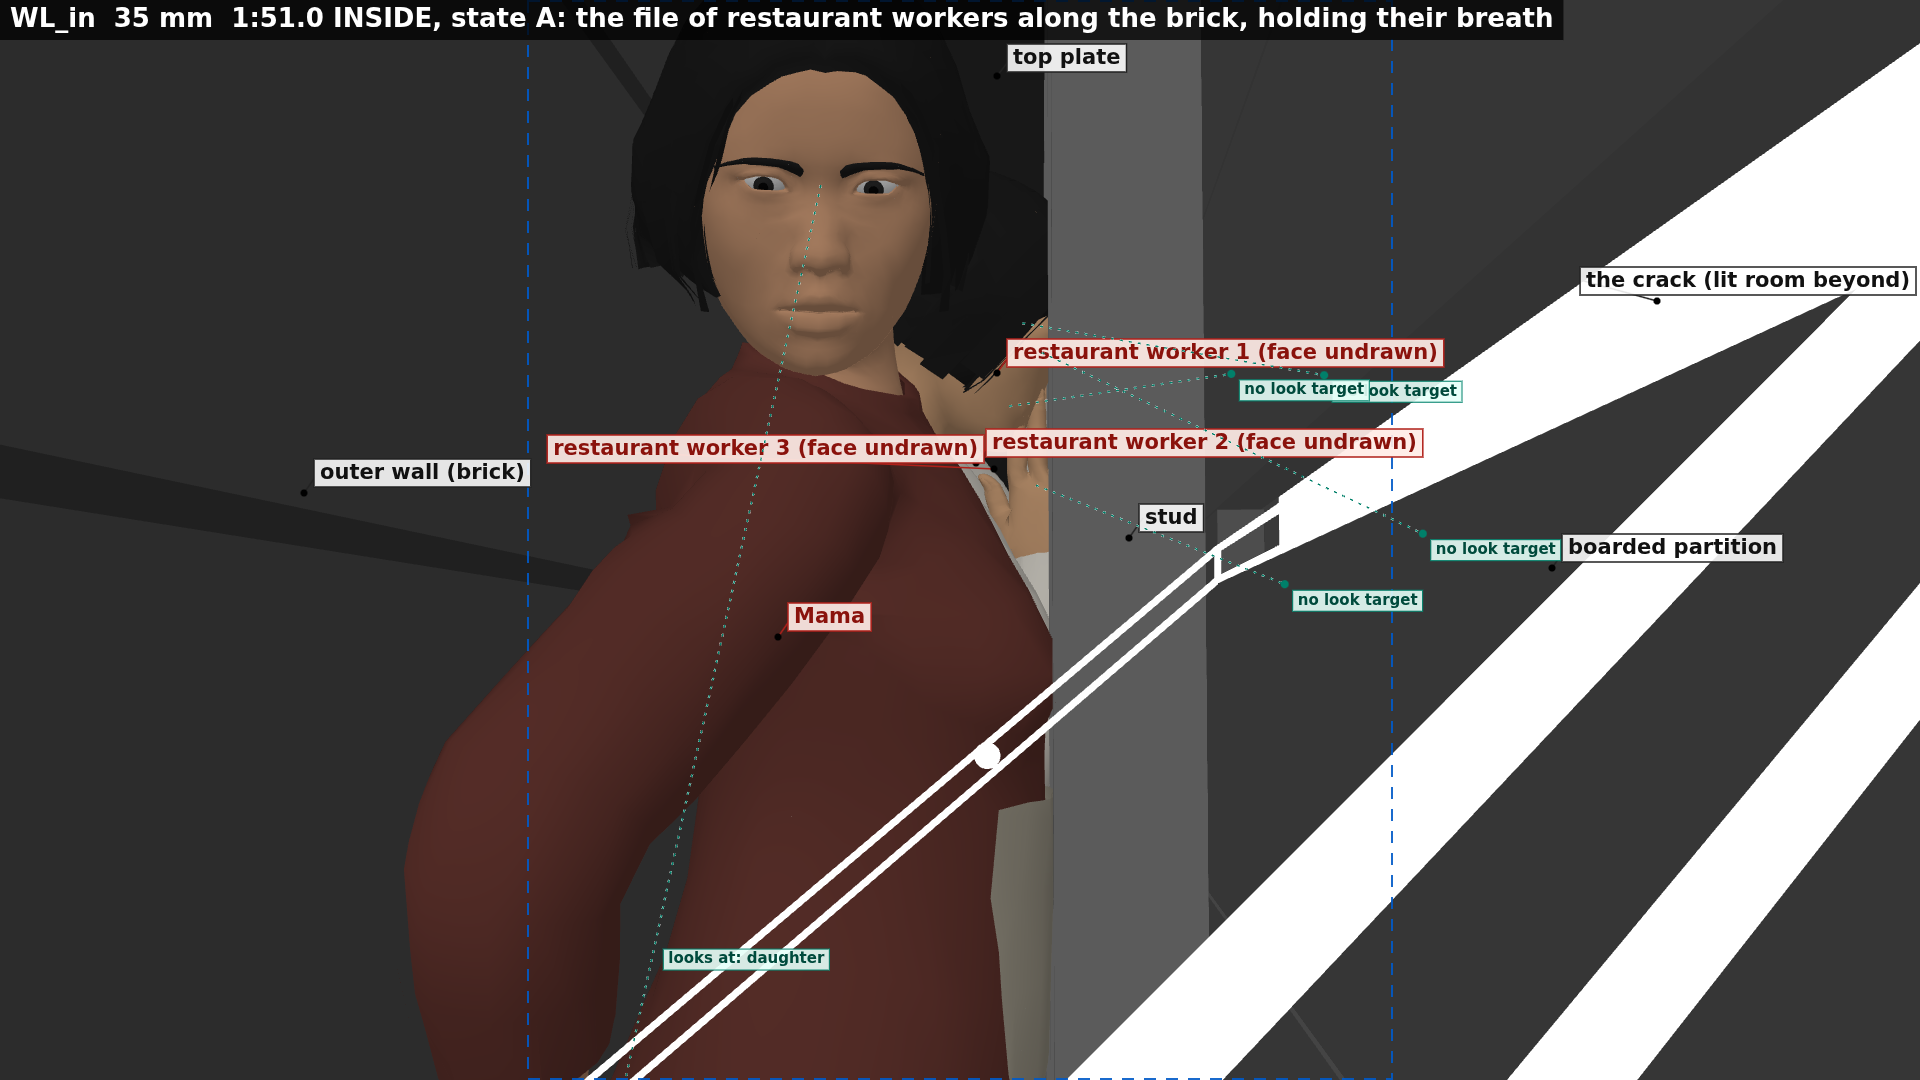 WL_in 35 mm 1:51.0 INSIDE, state A: the file of restaurant workers along the brick, holding their breath
top plate
the crack (lit room beyond)
restaurant worker 1 (face undrawn)
no look target
ook target
restaurant worker 3 (face undrawn)
restaurant worker 2 (face undrawn)
outer wall (brick)
stud
no look target
boarded partition
no look target
Mama
looks at: daughter